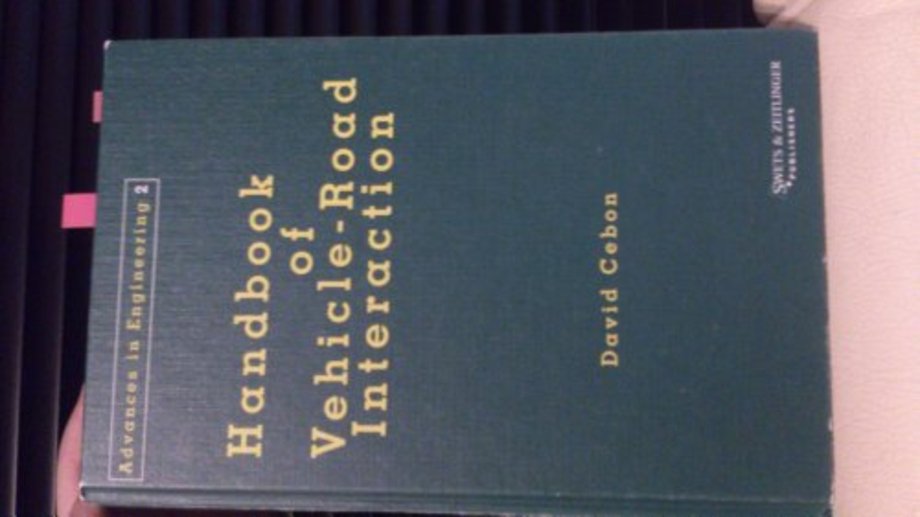 Advances in Engineering 2
Handbook
of
Vehicle-Road
Interaction
David Cebon
SWETS & ZEITLINGER
PUBLISHERS